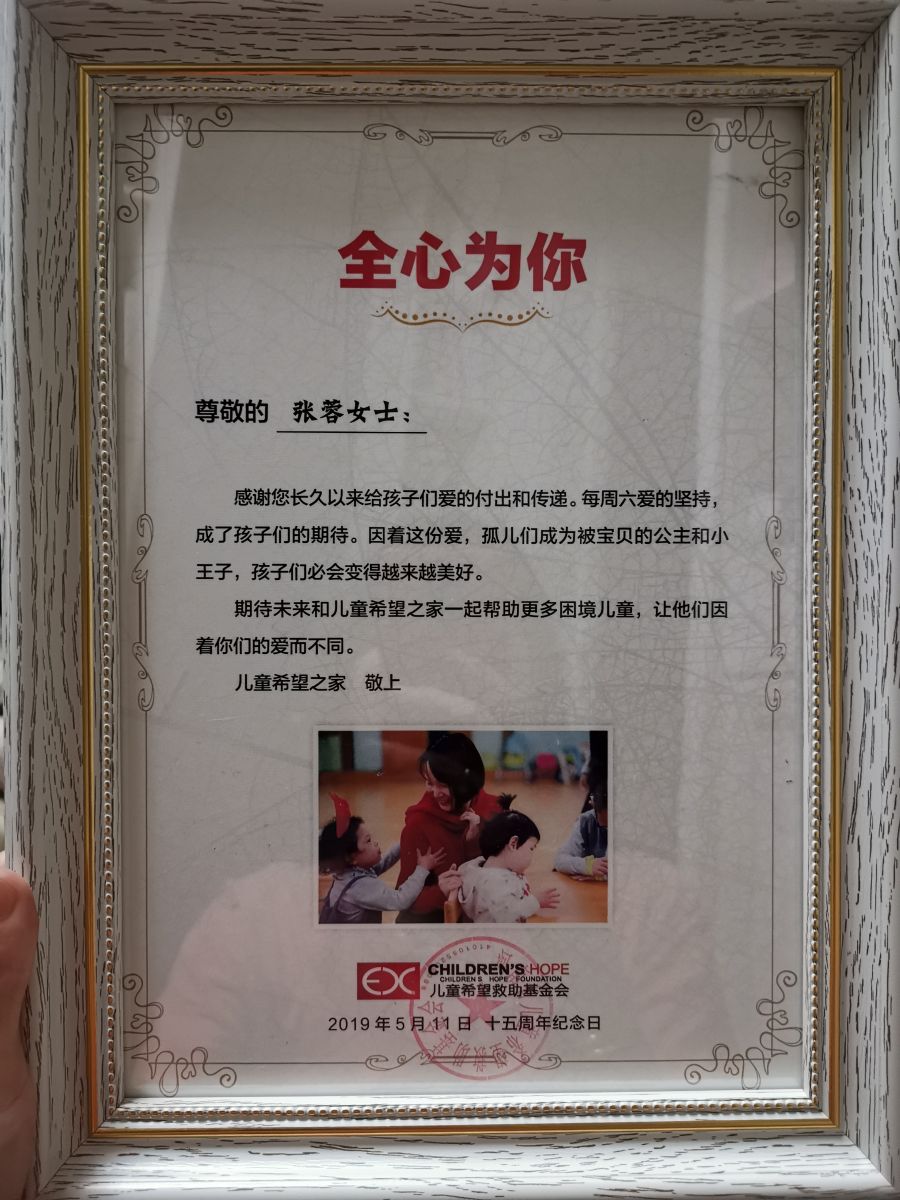 全心为你
尊敬的 张蓉女士：
感谢您长久以来给孩子们爱的付出和传递。每周六爱的坚持，
成了孩子们的期待。因着这份爱，孤儿们成为被宝贝的公主和小
王子，孩子们必会变得越来越美好。
期待未来和儿童希望之家一起帮助更多困境儿童，让他们因
着你们的爱而不同。
儿童希望之家 敬上
CHILDREN'S HOPE
CHILDREN S HOPE FOUNDATION
儿童希望救助基金会
2019年5月11日 十五周年纪念日